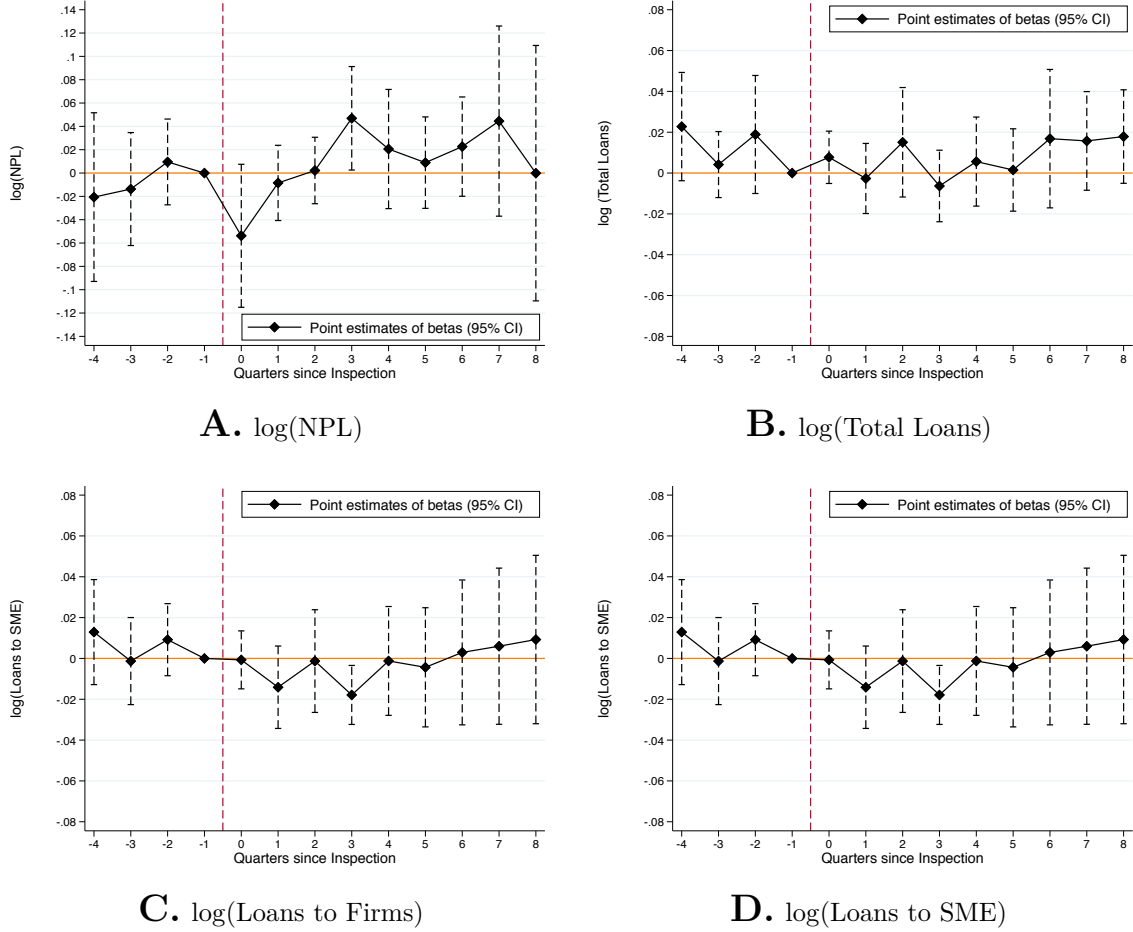 .14
.12
.1
.08
.06
.04
.02
0
-.02
-.04
-.06
-.08
-.1
-.12
-.14
log(NPL)
Point estimates of betas (95% CI)
-4 -3 -2 -1 0 1 2 3 4 5 6 7 8
Quarters since Inspection
A. log(NPL)
.08
.06
.04
.02
0
-.02
-.04
-.06
-.08
log (Total Loans)
Point estimates of betas (95% CI)
-4 -3 -2 -1 0 1 2 3 4 5 6 7 8
Quarters since Inspection
B. log(Total Loans)
.08
.06
.04
.02
0
-.02
-.04
-.06
-.08
log(Loans to SME)
Point estimates of betas (95% CI)
-4 -3 -2 -1 0 1 2 3 4 5 6 7 8
Quarters since Inspection
C. log(Loans to Firms)
.08
.06
.04
.02
0
-.02
-.04
-.06
-.08
log(Loans to SME)
Point estimates of betas (95% CI)
-4 -3 -2 -1 0 1 2 3 4 5 6 7 8
Quarters since Inspection
D. log(Loans to SME)